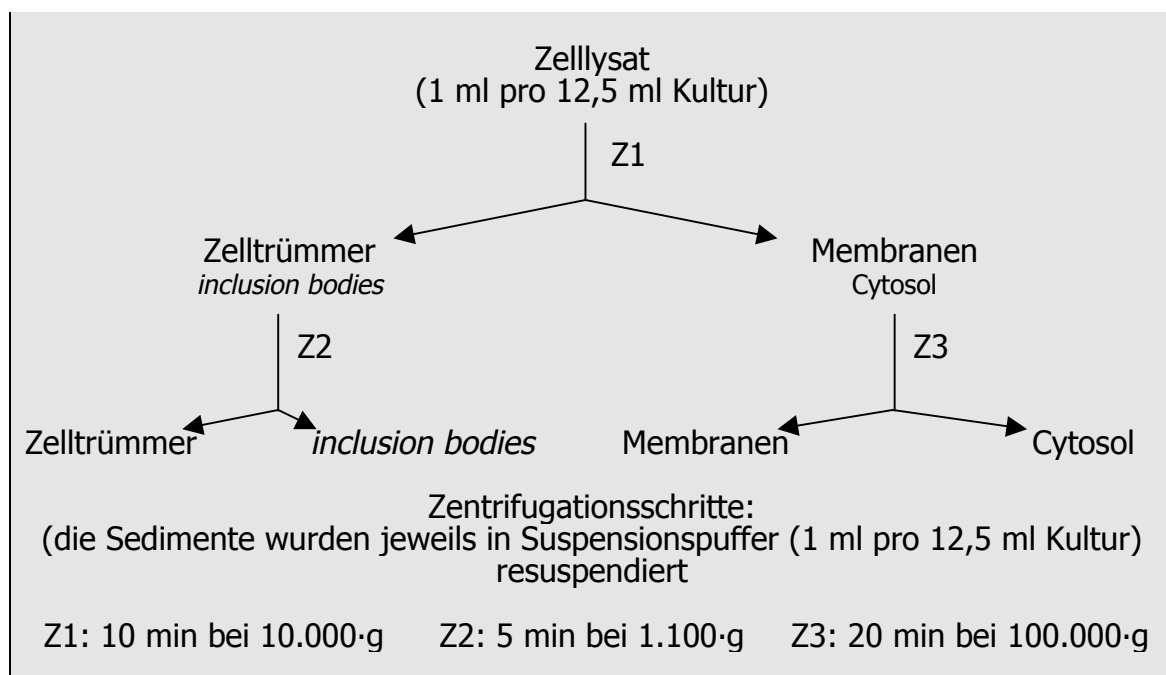 Zelllysat
(1 ml pro 12,5 ml Kultur)
Z1
Zelltrümmer
inclusion bodies
Membranen
Cytosol
Z2
Z3
Zelltrümmer
inclusion bodies
Membranen
Cytosol
Zentrifugationsschritte:
(die Sedimente wurden jeweils in Suspensionspuffer (1 ml pro 12,5 ml Kultur)
resuspendiert
Z1: 10 min bei 10.000·g Z2: 5 min bei 1.100·g Z3: 20 min bei 100.000·g